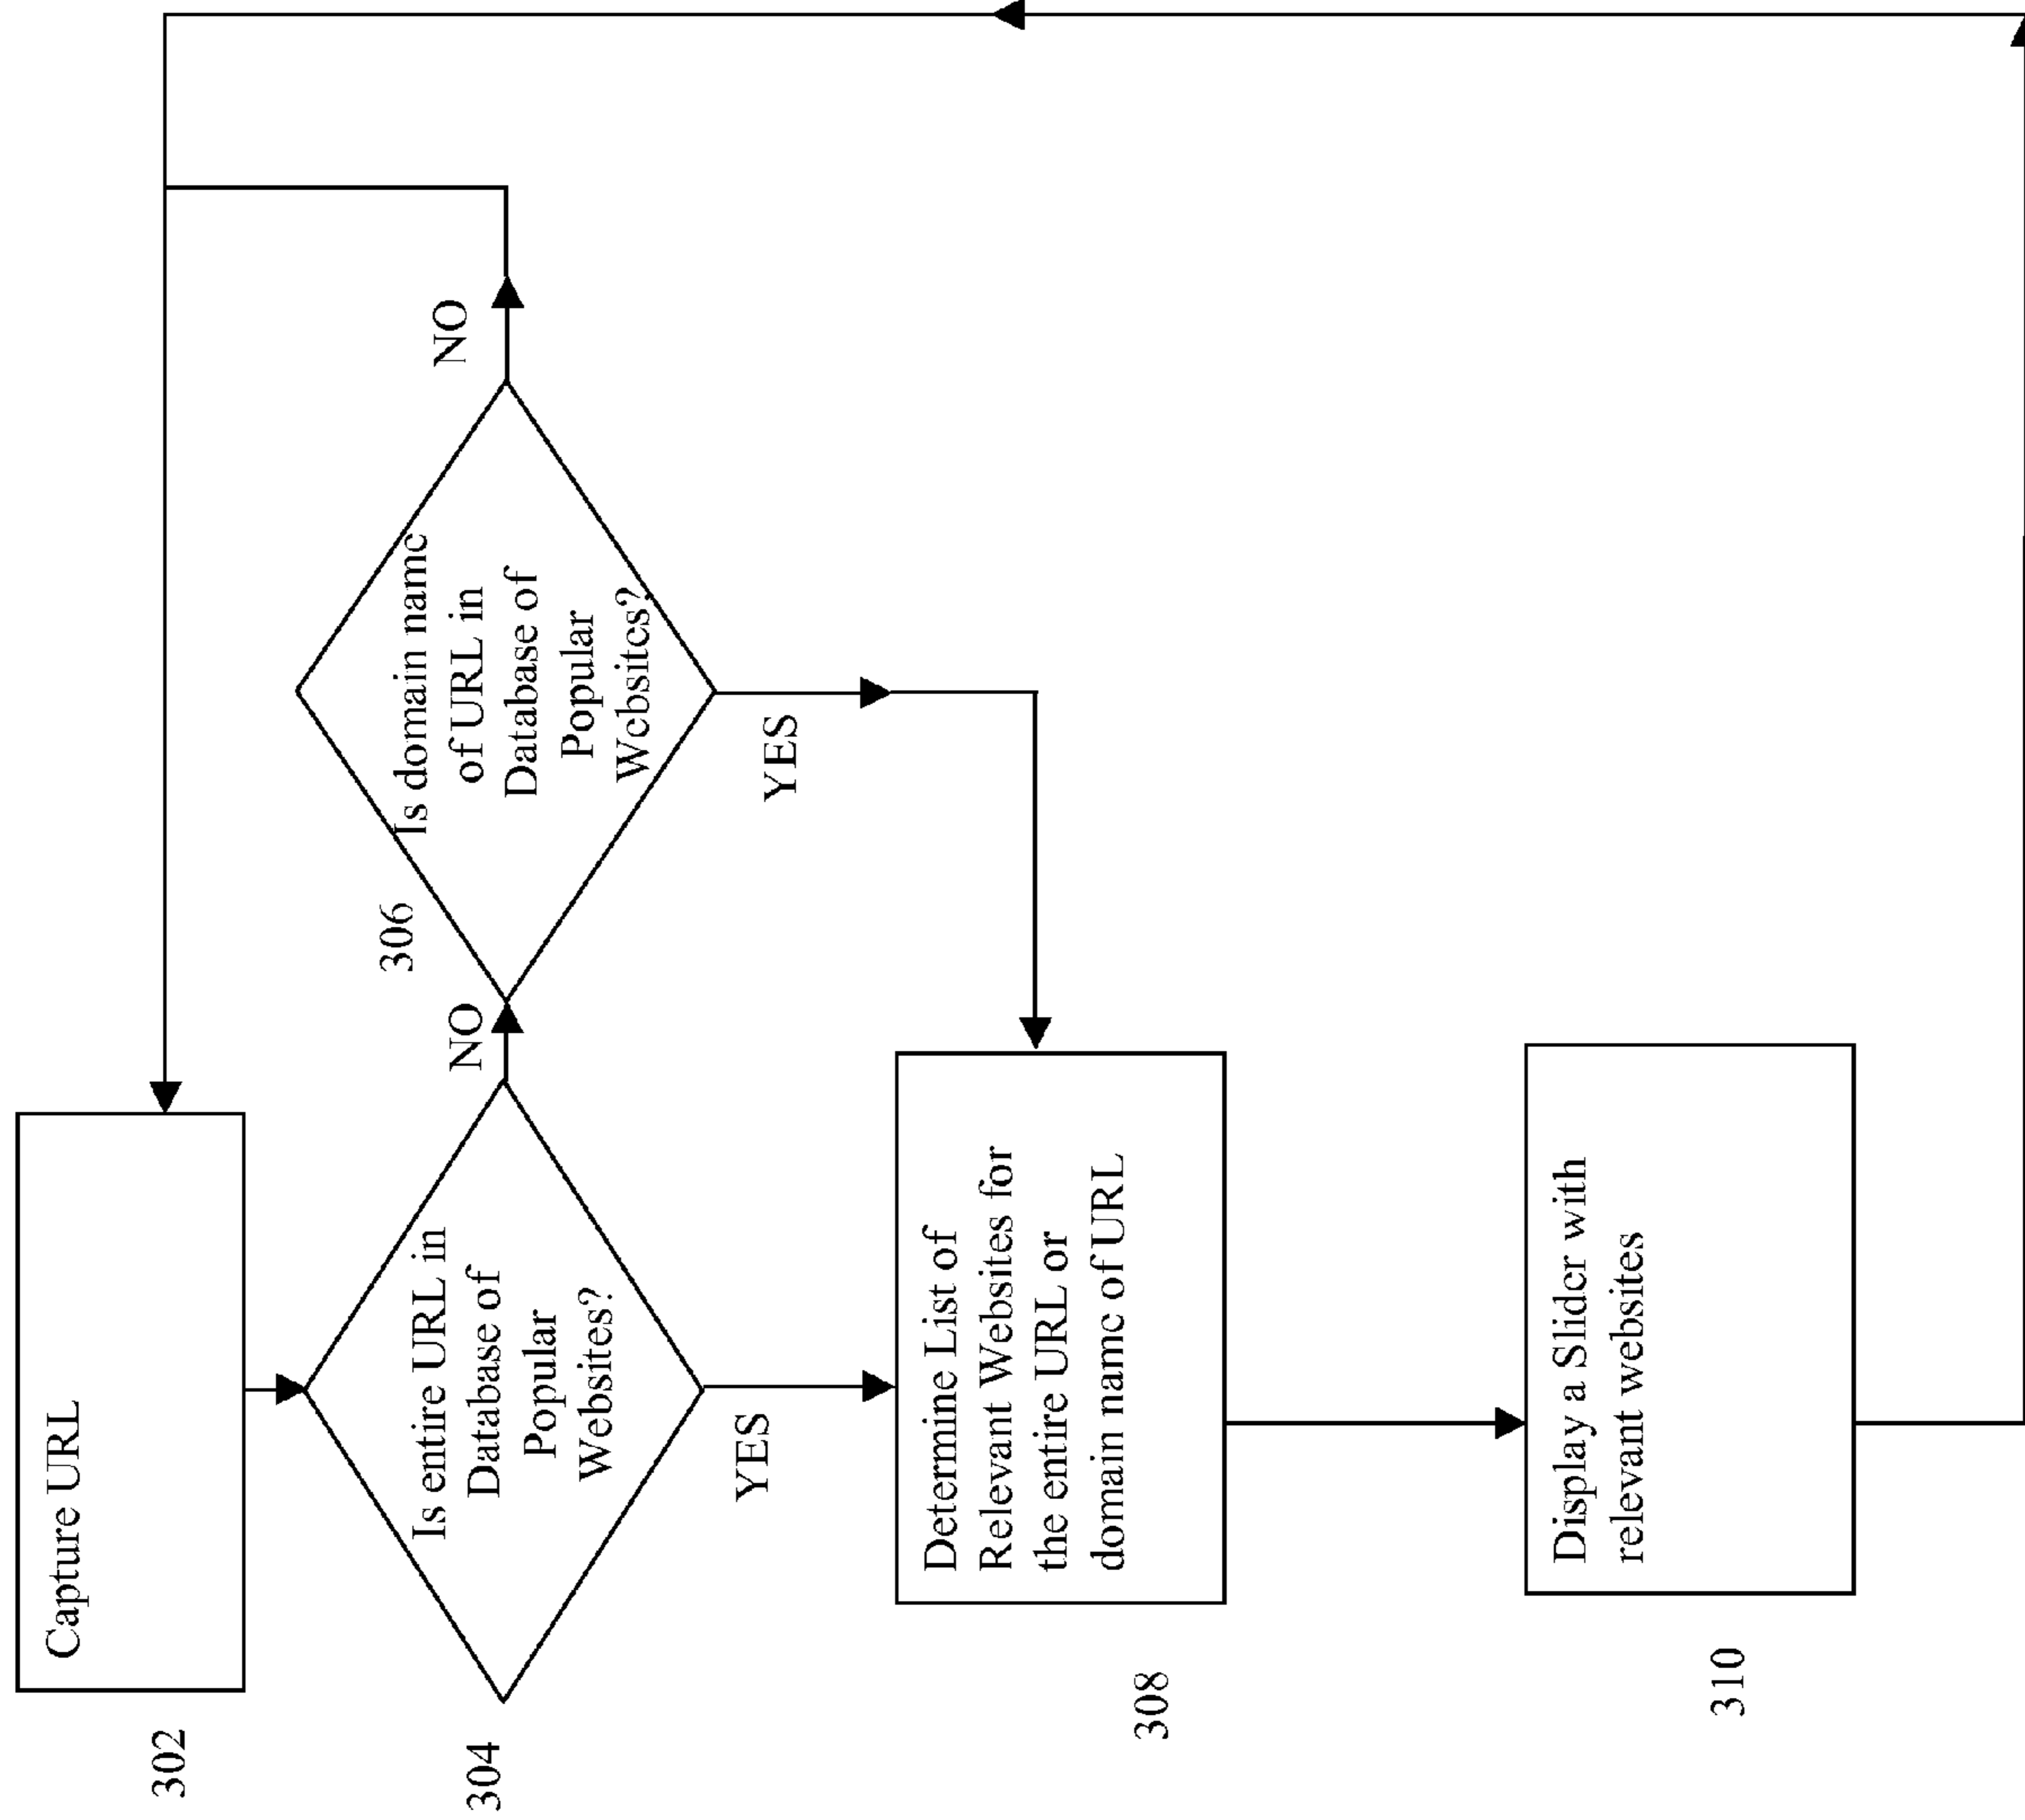 302
Capture URL
304
Is entire URL in
Database of
Popular
Websites?
NO
YES
306
Is domain name
of URL in
Database of
Popular
Websites?
NO
YES
308
Determine List of
Relevant Websites for
the entire URL or
domain name of URL
310
Display a Slider with
relevant websites